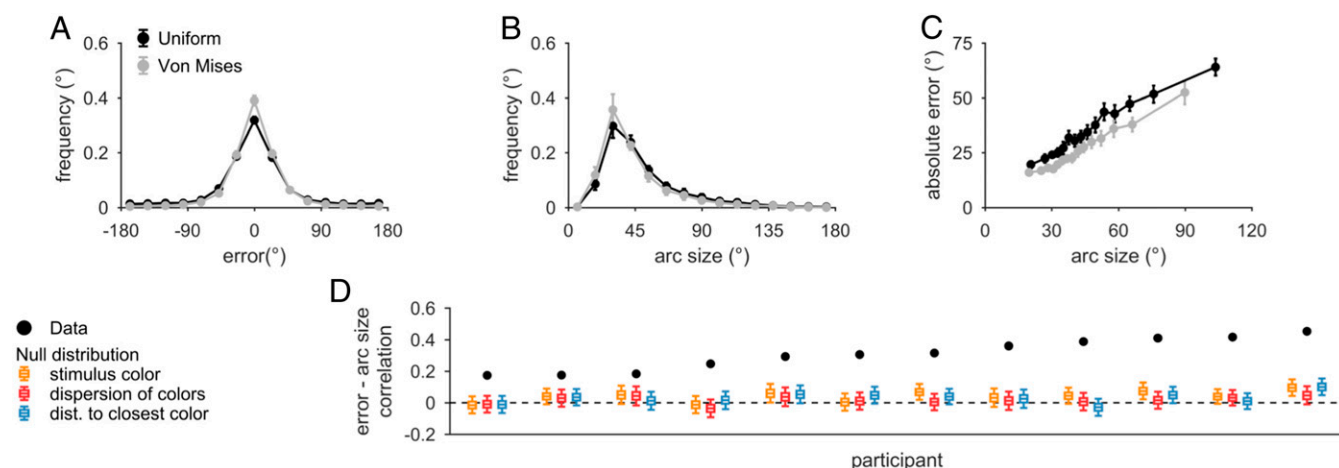 A
Uniform
Von Mises
frequency (°)
0.6
0.4
0.2
0
-180
-90
0
90
180
error(°)
B
frequency (°)
0.6
0.4
0.2
0
0
45
90
135
180
arc size (°)
C
absolute error (°)
75
50
25
0
0
30
60
90
120
arc size (°)
D
Data
Null distribution
stimulus color
dispersion of colors
dist. to closest color
error - arc size
correlation
0.6
0.4
0.2
0
-0.2
participant